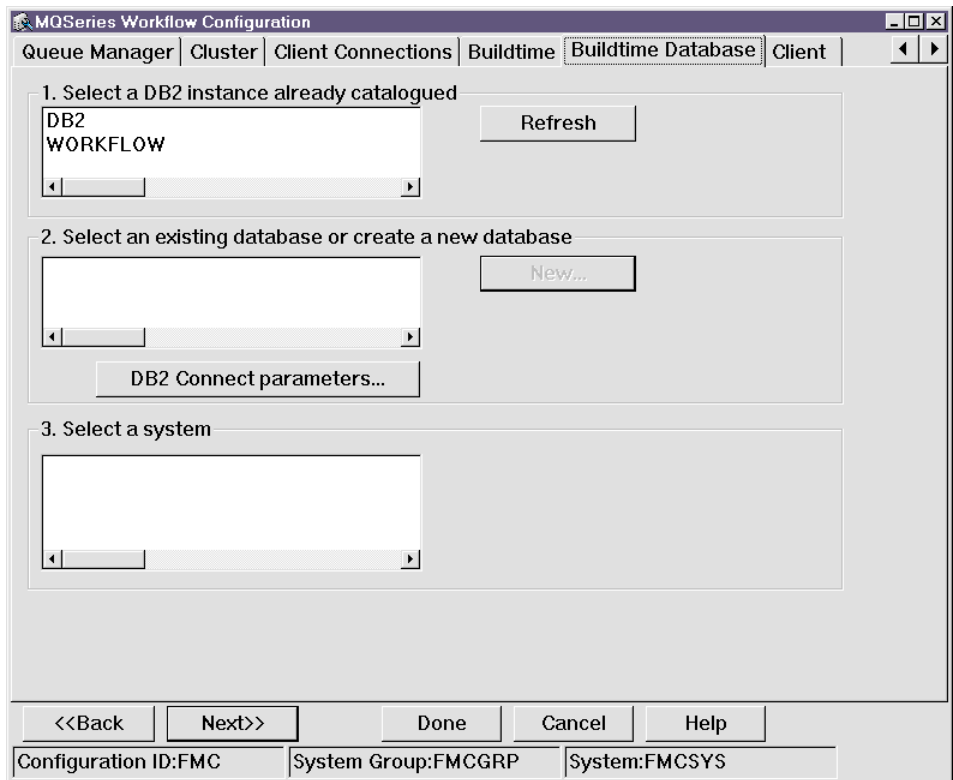 MQSeries Workflow Configuration
Queue Manager Cluster Client Connections Buildtime Buildtime Database Client
1. Select a DB2 instance already catalogued
DB2
WORKFLOW
Refresh
2. Select an existing database or create a new database
New...
DB2 Connect parameters...
3. Select a system
<<Back Next>> Done Cancel Help
Configuration ID:FMC System Group:FMCGRP System:FMCSYS